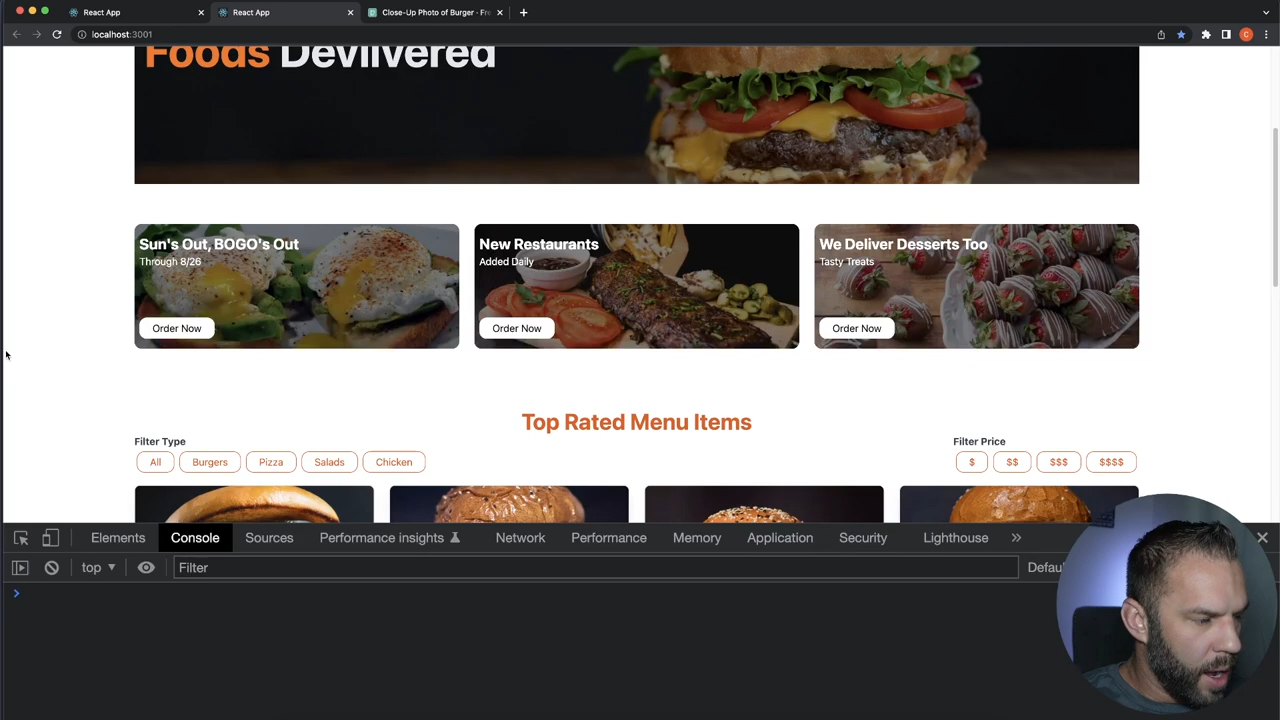 React App
React App
Close-Up Photo of Burger · Fre
localhost:3001
C
Foods Devlivered
Sun's Out, BOGO's Out
Through 8/26
Order Now
New Restaurants
Added Daily
Order Now
We Deliver Desserts Too
Tasty Treats
Order Now
Top Rated Menu Items
Filter Type
All Burgers Pizza Salads Chicken
Filter Price
$ $$ $$$ $$$$
Elements Console Sources Performance insights Network Performance Memory Application Security Lighthouse
top Filter Defau